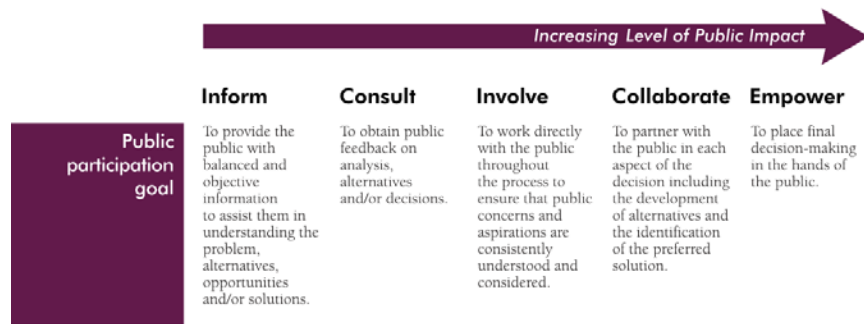 Increasing Level of Public Impact
Public
participation
goal
Inform
To provide the
public with
balanced and
objective
information
to assist them in
understanding the
problem,
alternatives,
opportunities
and/or solutions.
Consult
To obtain public
feedback on
analysis,
alternatives
and/or decisions.
Involve
To work directly
with the public
throughout
the process to
ensure that public
concerns and
aspirations are
consistently
understood and
considered.
Collaborate
To partner with
the public in each
aspect of the
decision including
the development
of alternatives and
the identification
of the preferred
solution.
Empower
To place final
decision-making
in the hands of
the public.